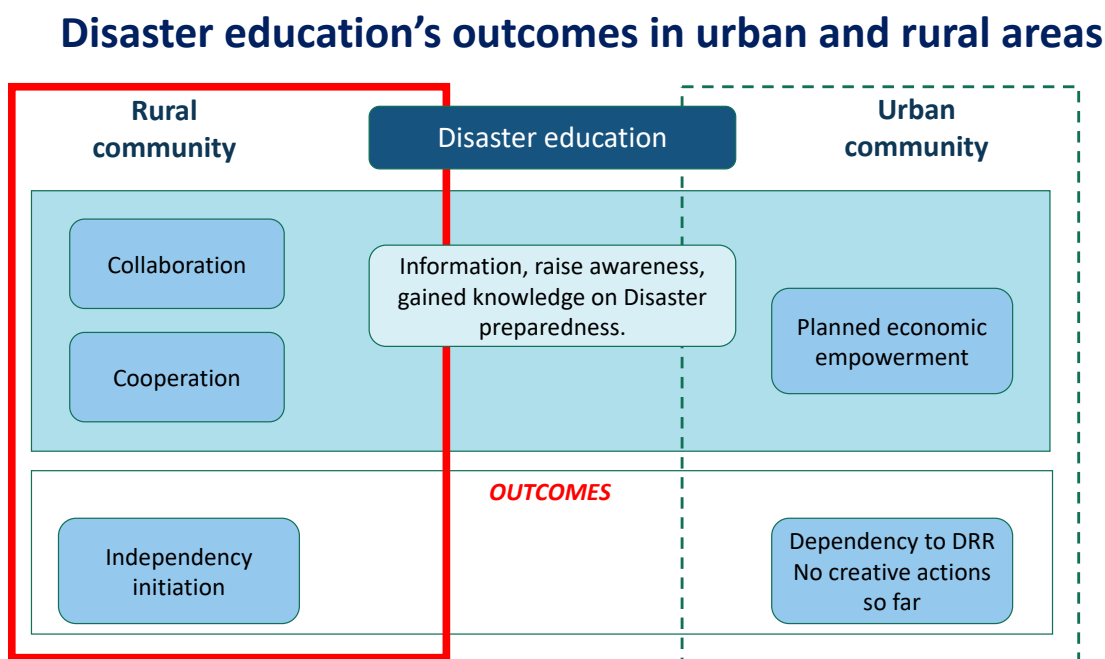 Disaster education's outcomes in urban and rural areas
Rural
community
Disaster education
Urban
community
Collaboration
Cooperation
Information, raise awareness,
gained knowledge on Disaster
preparedness.
Planned economic
empowerment
OUTCOMES
Independency
initiation
Dependency to DRR
No creative actions
so far